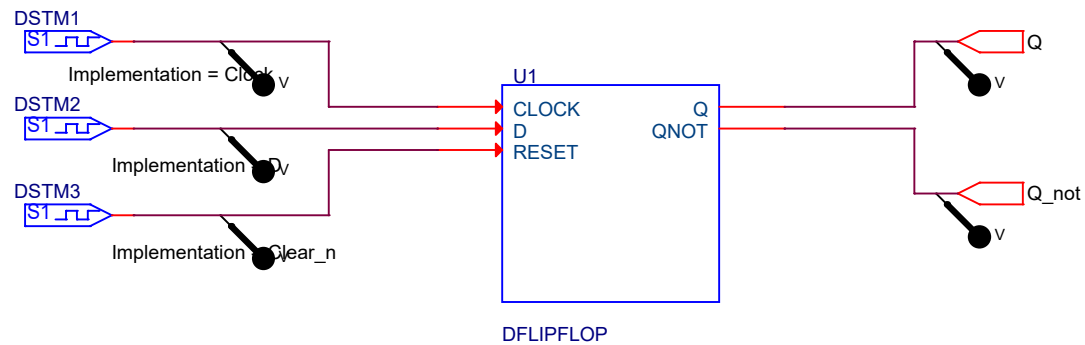 DSTM1
S1
Implementation = Clock
V
DSTM2
S1
Implementation = D
V
DSTM3
S1
Implementation = Clear_n
V
U1
CLOCK
D
RESET
Q
QNOT
DFLIPFLOP
Q
V
Q_not
V